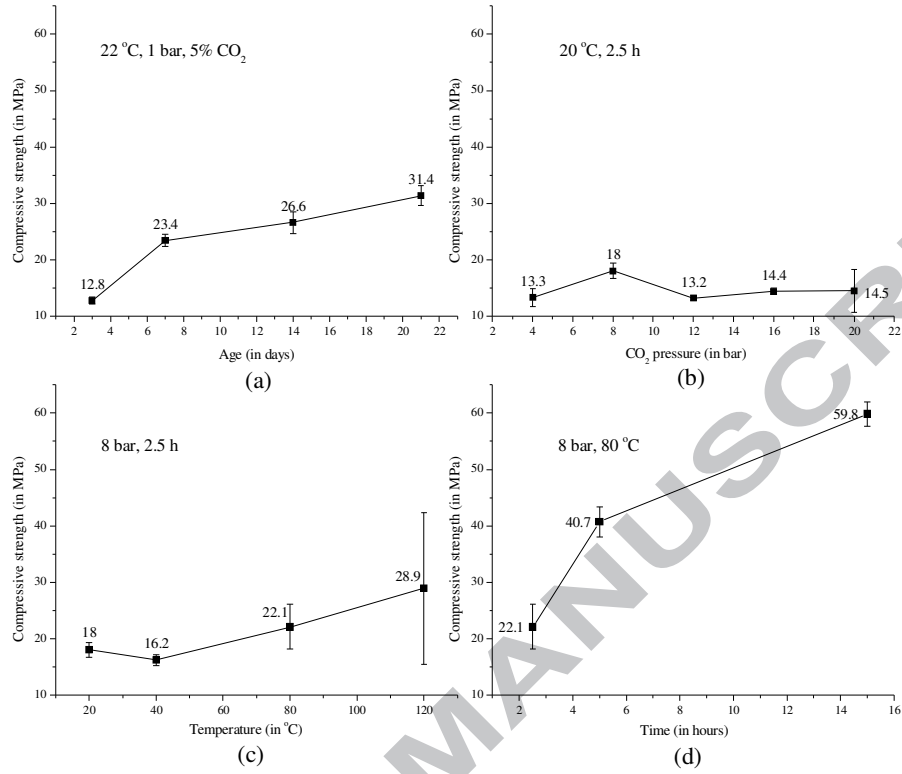 22 °C, 1 bar, 5% CO₂
Compressive strength (in MPa)
60
50
40
30
20
10
12.8
23.4
26.6
31.4
2 4 6 8 10 12 14 16 18 20 22
Age (in days)
(a)
20 °C, 2.5 h
Compressive strength (in MPa)
60
50
40
30
20
10
13.3
18
13.2
14.4
14.5
2 4 6 8 10 12 14 16 18 20 22
CO₂ pressure (in bar)
(b)
8 bar, 2.5 h
Compressive strength (in MPa)
60
50
40
30
20
10
18
16.2
22.1
28.9
20 40 60 80 100 120
Temperature (in °C)
(c)
8 bar, 80 °C
Compressive strength (in MPa)
60
50
40
30
20
10
22.1
40.7
59.8
2 4 6 8 10 12 14 16
Time (in hours)
(d)
MANUSCR